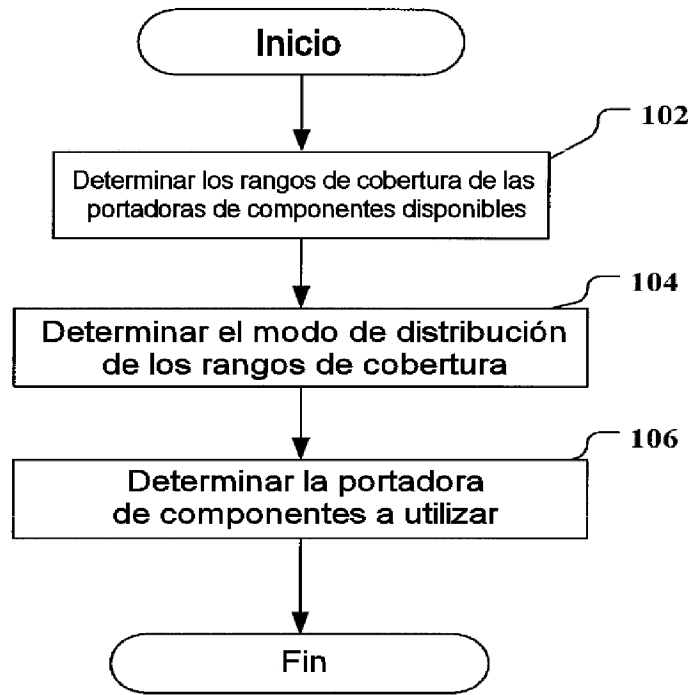 Inicio
102
Determinar los rangos de cobertura de las
portadoras de componentes disponibles
104
Determinar el modo de distribución
de los rangos de cobertura
106
Determinar la portadora
de componentes a utilizar
Fin